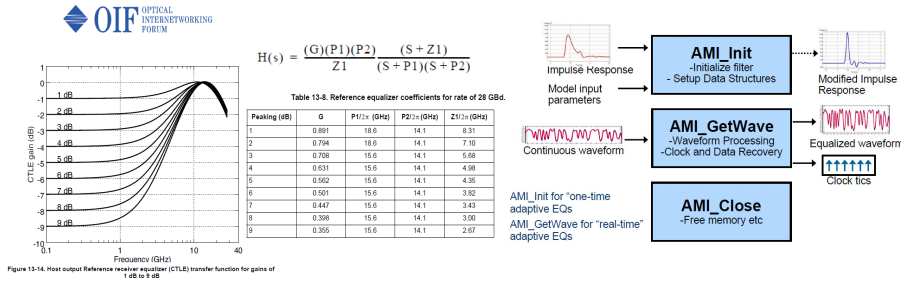 OIF OPTICAL
INTERNETWORKING
FORUM
H(s) = (G)(P1)(P2) / Z1 (S + Z1) / (S + P1)(S + P2)
1
0
-1
-2
-3
-4
-5
-6
-7
-8
-9
-10
CTLE gain (dB)
1 dB
2 dB
3 dB
4 dB
5 dB
6 dB
7 dB
8 dB
9 dB
0.1 1 10 40
Frequency (GHz)
Figure 13-14. Host output Reference receiver equalizer (CTLE) transfer function for gains of
1 dB to 9 dB
Table 13-8. Reference equalizer coefficients for rate of 28 GBd.
Peaking (dB) G P1/2π (GHz) P2/2π (GHz) Z1/2π (GHz)
1 0.891 18.6 14.1 8.31
2 0.794 18.6 14.1 7.10
3 0.708 15.6 14.1 5.68
4 0.631 15.6 14.1 4.98
5 0.562 15.6 14.1 4.35
6 0.501 15.6 14.1 3.82
7 0.447 15.6 14.1 3.43
8 0.398 15.6 14.1 3.00
9 0.355 15.6 14.1 2.67
Impulse Response
Model input
parameters
AMI_Init
-Initialize filter
- Setup Data Structures
Modified Impulse
Response
Continuous waveform
AMI_GetWave
-Waveform Processing
-Clock and Data Recovery
Equalized waveform
Clock tics
AMI_Init for "one-time
adaptive EQs
AMI_GetWave for "real-time"
adaptive EQs
AMI_Close
-Free memory etc